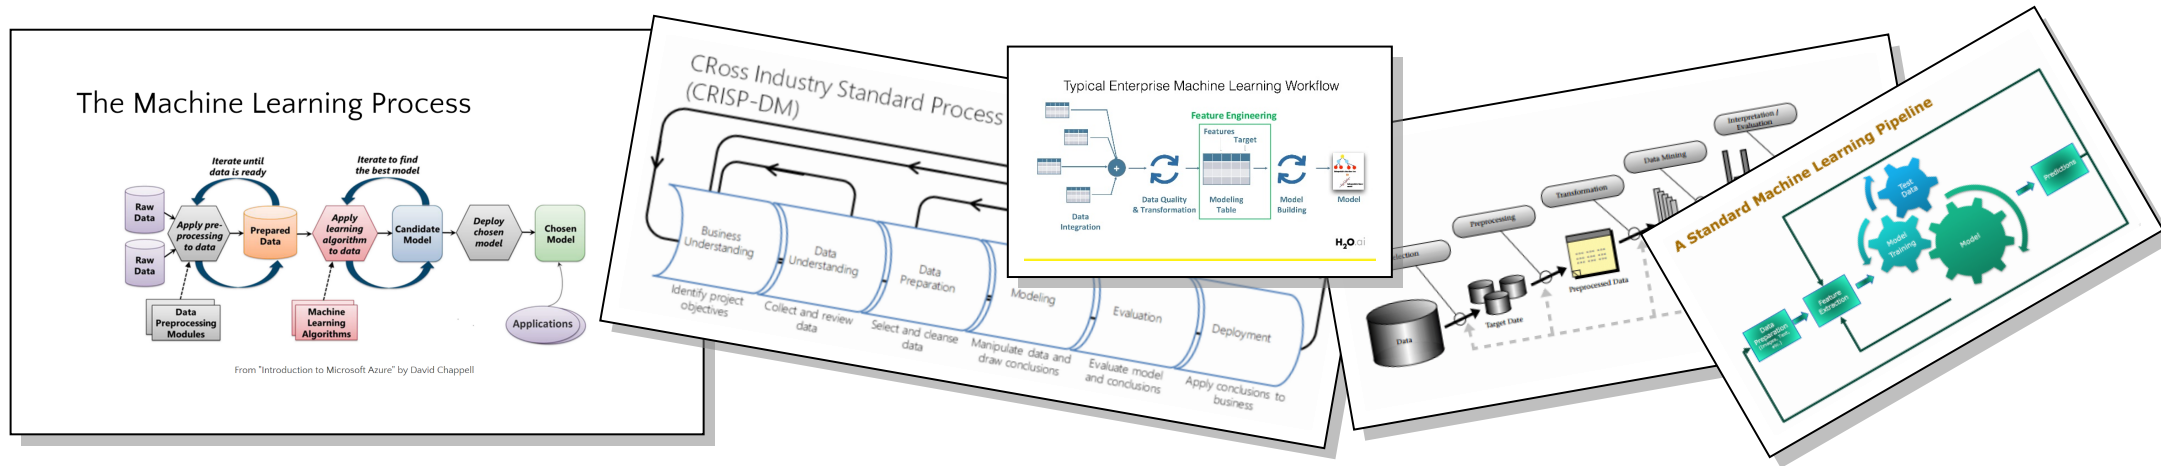 The Machine Learning Process
Iterate until
data is ready
Iterate to find
the best model
Raw
Data
Raw
Data
Apply pre-
processing
to data
Prepared
Data
Apply
learning
algorithm
to data
Candidate
Model
Deploy
chosen
model
Chosen
Model
Data
Preprocessing
Modules
Machine
Learning
Algorithms
Applications
From "Introduction to Microsoft Azure" by David Chappell
CRoss Industry Standard Process
(CRISP-DM)
Business
Understanding
Data
Understanding
Data
Preparation
Modeling
Evaluation
Deployment
Identify project
objectives
Collect and review
data
Select and cleanse
data
Manipulate data and
draw conclusions
Evaluate model
and conclusions
Apply conclusions to
business
Typical Enterprise Machine Learning Workflow
Feature Engineering
Features
Target
+
Data
Integration
Data Quality
& Transformation
Modeling
Table
Model
Building
Model
H2O.ai
Interpretation /
Evaluation
Data Mining
Transformation
Preprocessing
election
Data
Target Date
Preprocessed Data
A Standard Machine Learning Pipeline
Test
Data
Model
Training
Model
Predictions
Feature
Extraction
Data
Preparation
(Images, Text,
etc.)